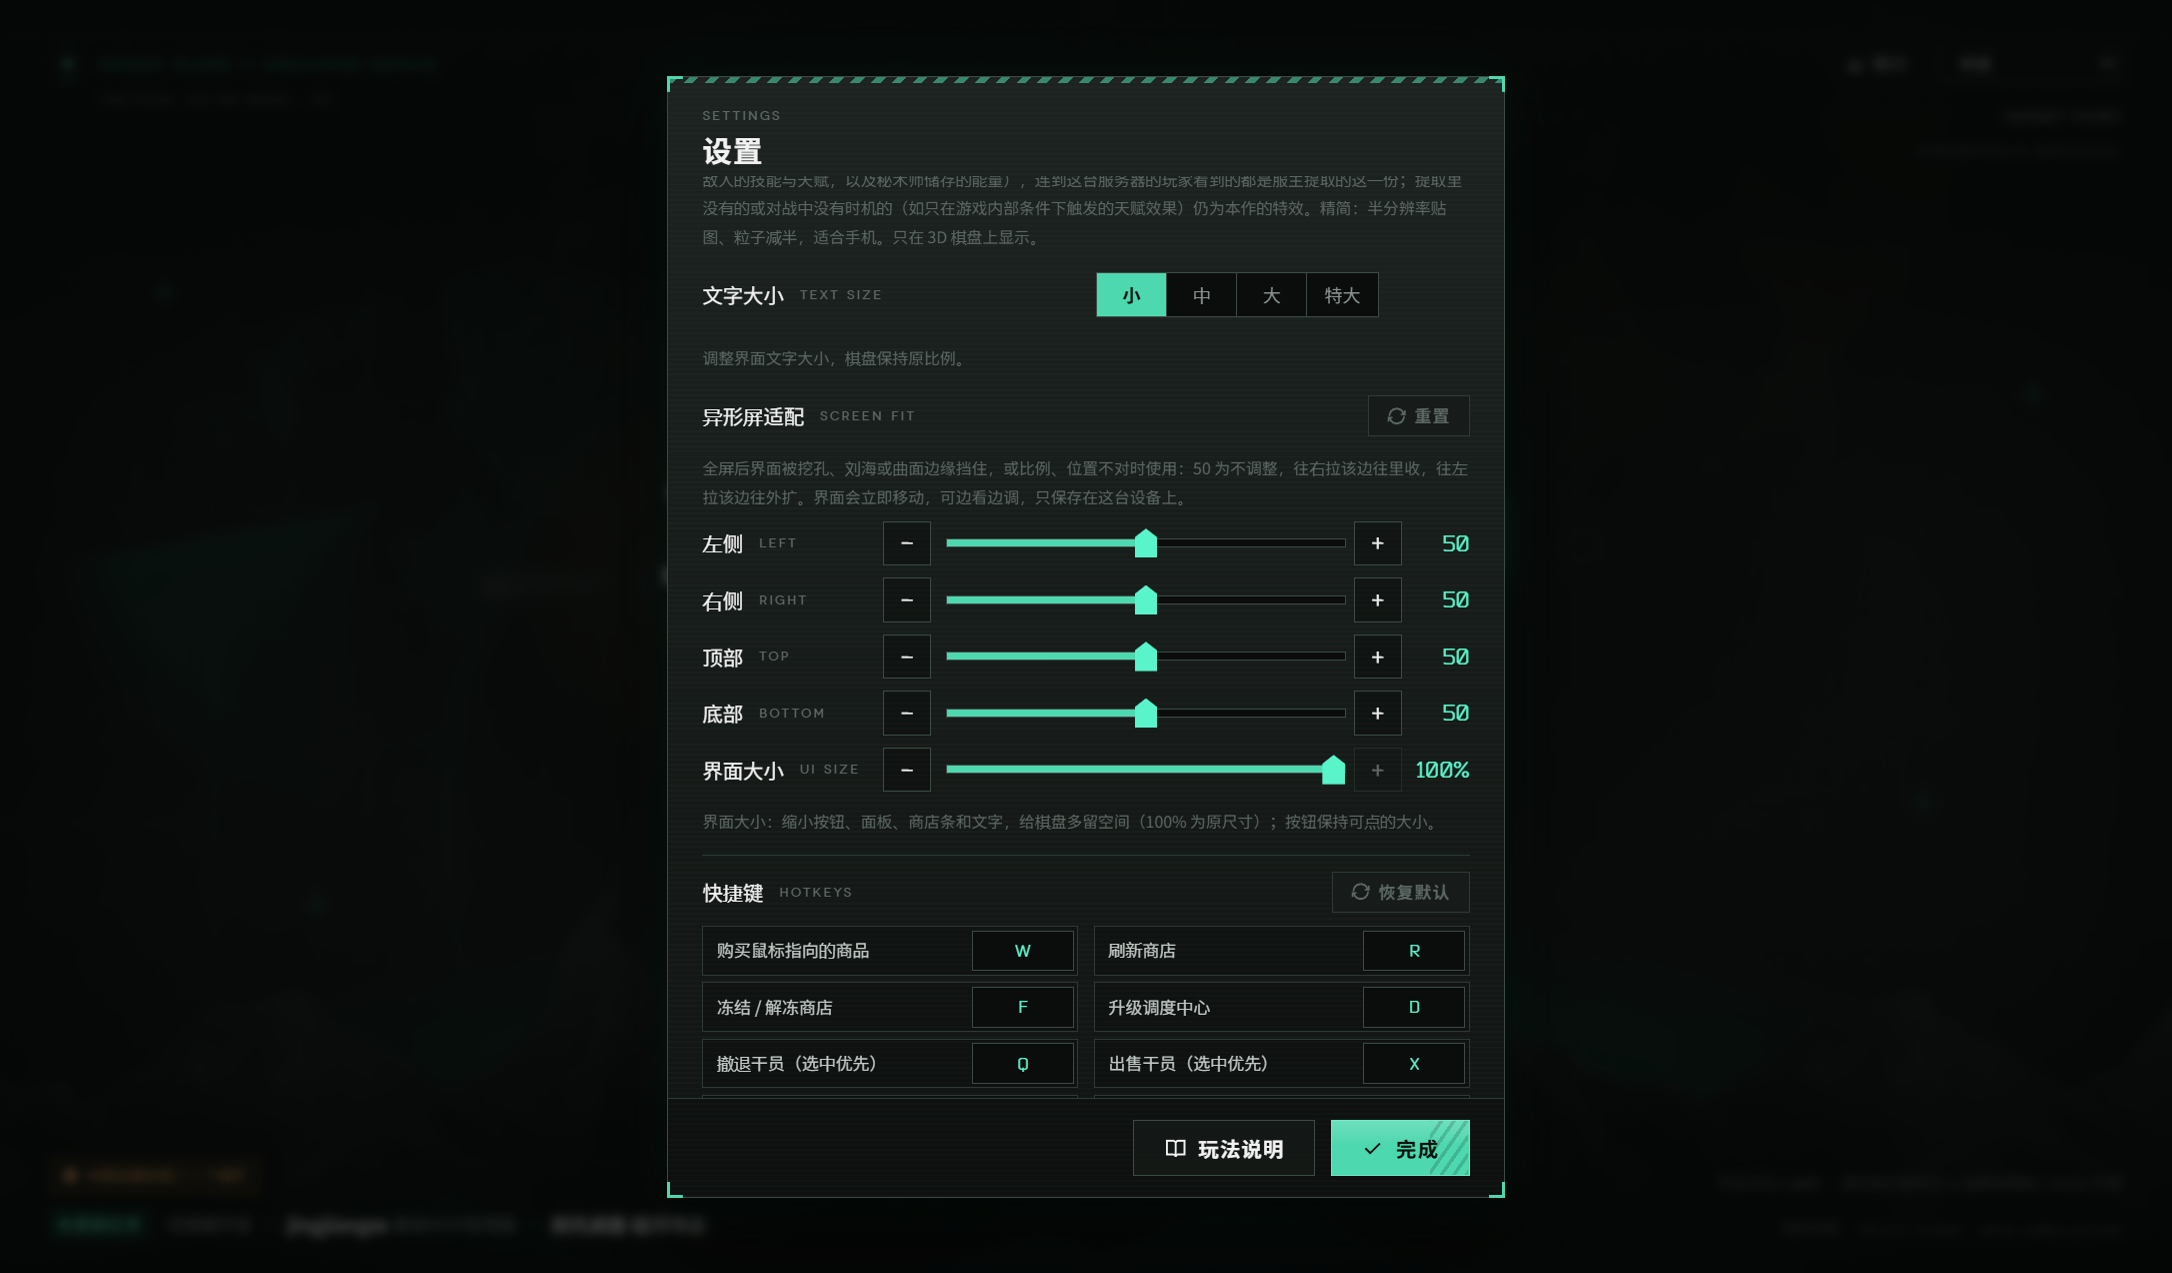 SETTINGS
设置
敌人的技能与天赋，以及秘术师储存的能量），连到这台服务器的玩家看到的都是服主提取的这一份；提取里
没有的或对战中没有时机的（如只在游戏内部条件下触发的天赋效果）仍为本作的特效。精简：半分辨率贴
图、粒子减半，适合手机。只在 3D 棋盘上显示。
文字大小 TEXT SIZE 小 中 大 特大
调整界面文字大小，棋盘保持原比例。
异形屏适配 SCREEN FIT 重置
全屏后界面被挖孔、刘海或曲面边缘挡住，或比例、位置不对时使用：50 为不调整，往右拉该边往里收，往左
拉该边往外扩。界面会立即移动，可边看边调，只保存在这台设备上。
左侧 LEFT − + 50
右侧 RIGHT − + 50
顶部 TOP − + 50
底部 BOTTOM − + 50
界面大小 UI SIZE − + 100%
界面大小：缩小按钮、面板、商店条和文字，给棋盘多留空间（100% 为原尺寸）；按钮保持可点的大小。
快捷键 HOTKEYS 恢复默认
购买鼠标指向的商品 W 刷新商店 R
冻结 / 解冻商店 F 升级调度中心 D
撤退干员（选中优先） Q 出售干员（选中优先） X
玩法说明 完成